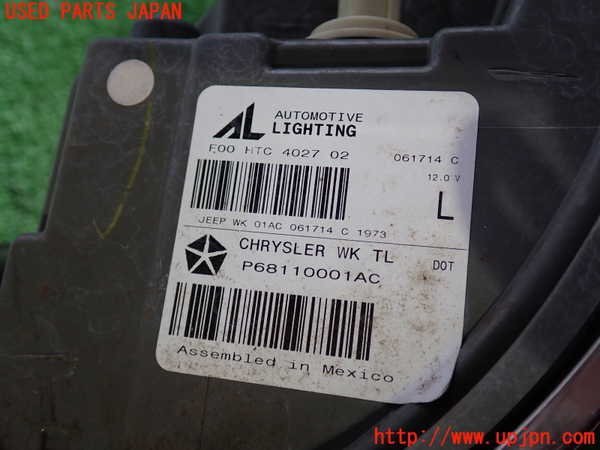 USED PARTS JAPAN
AL AUTOMOTIVE
LIGHTING
F00 HTC 4027 02 061714 C
12.0 V
L
JEEP WK 01AC 061714 C 1973
CHRYSLER WK TL DOT
P68110001AC
Assembled in Mexico
http://www.upjpn.com/